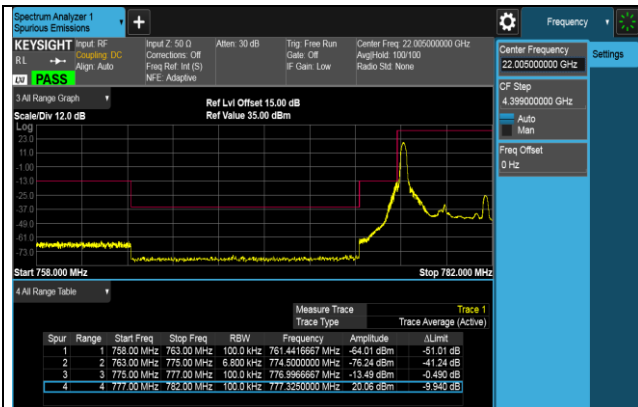 Spectrum Analyzer 1
Spurious Emissions
+
Frequency
KEYSIGHT
RL
LXI PASS
Input: RF
Coupling: DC
Align: Auto
Input Z: 50 Ω
Corrections: Off
Freq Ref: Int (S)
NFE: Adaptive
Atten: 30 dB
Trig: Free Run
Gate: Off
IF Gain: Low
Center Freq: 22.005000000 GHz
Avg|Hold: 100/100
Radio Std: None
Center Frequency
22.005000000 GHz
Settings
CF Step
4.399000000 GHz
Auto
Man
Freq Offset
0 Hz
3 All Range Graph
Scale/Div 12.0 dB
Ref Lvl Offset 15.00 dB
Ref Value 35.00 dBm
Log
23.0
11.0
-1.00
-13.0
-25.0
-37.0
-49.0
-61.0
-73.0
Start 758.000 MHz
Stop 782.000 MHz
4 All Range Table
Measure Trace Trace 1
Trace Type Trace Average (Active)
Spur Range Start Freq Stop Freq RBW Frequency Amplitude ΔLimit
1 1 758.00 MHz 763.00 MHz 100.0 kHz 761.4416667 MHz -64.01 dBm -51.01 dB
2 2 763.00 MHz 775.00 MHz 6.800 kHz 774.5000000 MHz -76.24 dBm -41.24 dB
3 3 775.00 MHz 777.00 MHz 100.0 kHz 776.9966667 MHz -13.49 dBm -0.490 dB
4 4 777.00 MHz 782.00 MHz 100.0 kHz 777.3250000 MHz 20.06 dBm -9.940 dB